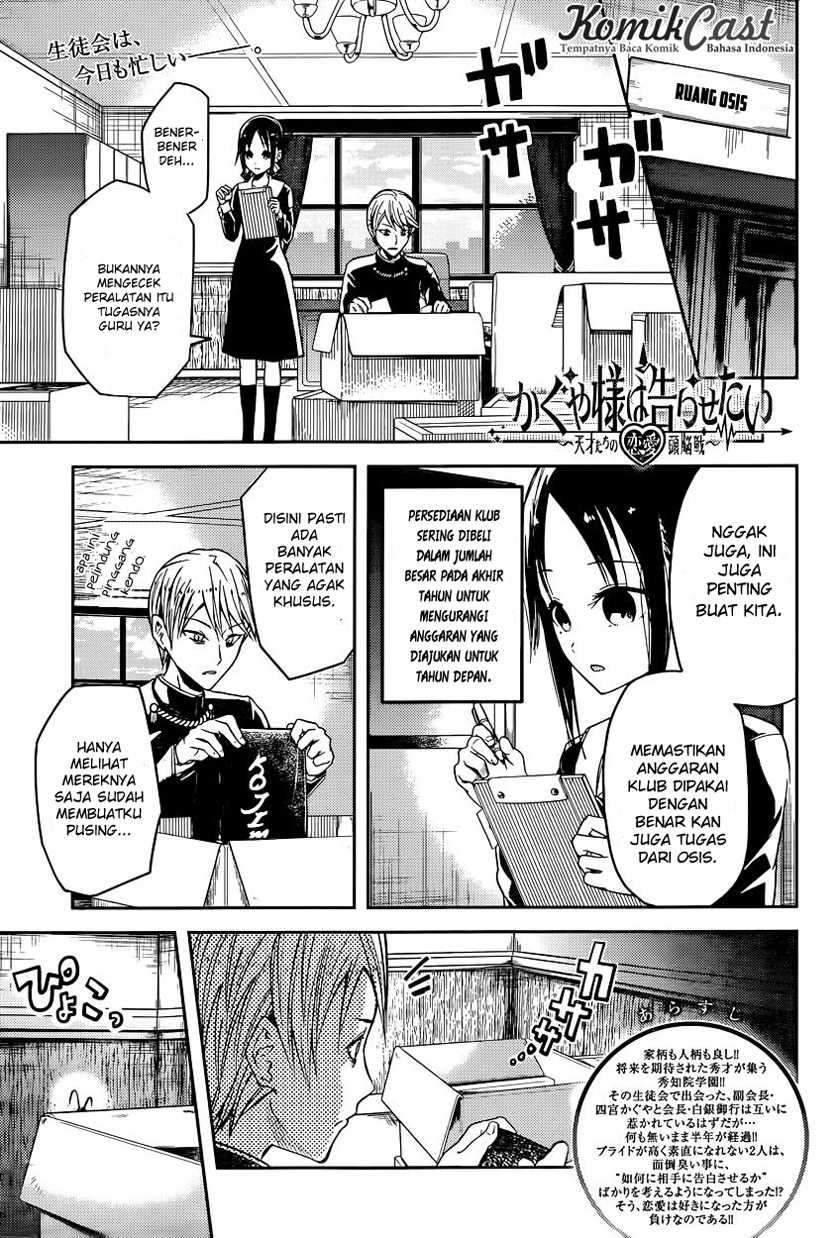 KomikCast
Tempatnya Baca Komik Bahasa Indonesia
RUANG OSIS
生徒会は、
今日も忙しい――。
ガサ
ガサ
BENER-
BENER
DEH...
BUKANNYA
MENGECEK
PERALATAN ITU
TUGASNYA
GURU YA?
かぐや様は告らせたい
～天才たちの恋愛頭脳戦～
NGGAK
JUGA, INI
JUGA
PENTING
BUAT KITA.
PERSEDIAAN KLUB
SERING DIBELI
DALAM JUMLAH
BESAR PADA AKHIR
TAHUN UNTUK
MENGURANGI
ANGGARAN YANG
DIAJUKAN UNTUK
TAHUN DEPAN.
MEMASTIKAN
ANGGARAN
KLUB DIPAKAI
DENGAN
BENAR KAN
JUGA TUGAS
DARI OSIS.
DISINI PASTI
ADA
BANYAK
PERALATAN
YANG AGAK
KHUSUS.
apa ini
pelindung
pinggang
kendo.
HANYA
MELIHAT
MEREKNYA
SAJA SUDAH
MEMBUATKU
PUSING...
ガサ
ガサ
ぴょこっ
あらすじ
家柄も人柄も良し!!
将来を期待された秀才が集う
秀知院学園!!
その生徒会で出会った、副会長・
四宮かぐやと会長・白銀御行は互いに
惹かれているはずだが…
何も無いまま半年が経過!!
プライドが高く素直になれない2人は、
面倒臭い事に、
“如何に相手に告白させるか”
ばかりを考えるようになってしまった!?
そう、恋愛は好きになった方が
負けなのである!!